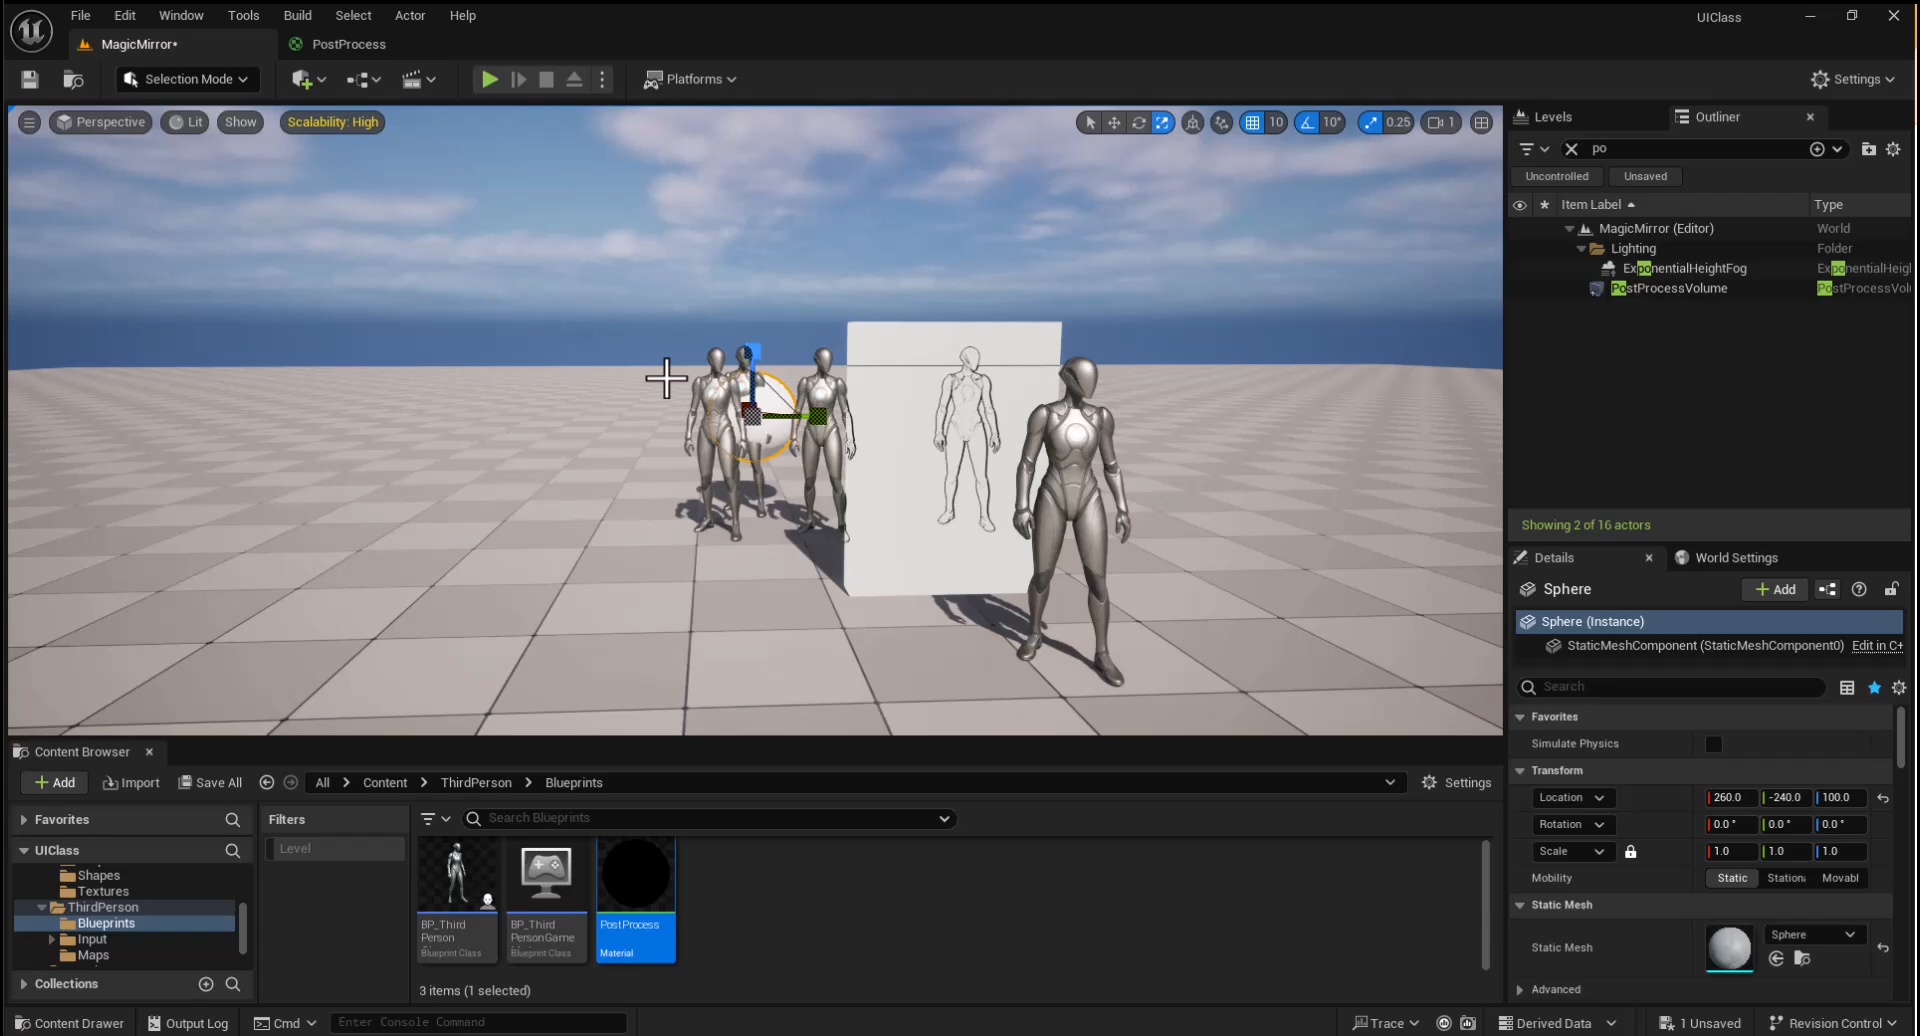 File Edit Window Tools Build Select Actor Help
UIClass
MagicMirror•
PostProcess
Selection Mode
Platforms
Settings
Perspective
Lit
Show
Scalability: High
10
10°
0.25
1
Levels
Outliner
po
Uncontrolled
Unsaved
Item Label
Type
MagicMirror (Editor)
World
Lighting
Folder
ExponentialHeightFog
ExponentialHeigl
PostProcessVolume
PostProcessVolu
Showing 2 of 16 actors
Details
World Settings
Sphere
+ Add
Sphere (Instance)
StaticMeshComponent (StaticMeshComponent0)
Edit in C+
Search
Favorites
Simulate Physics
Transform
Location
260.0
-240.0
100.0
Rotation
0.0 °
0.0 °
0.0 °
Scale
1.0
1.0
1.0
Mobility
Static
Station
Movabl
Static Mesh
Static Mesh
Sphere
Advanced
Content Browser
+ Add
Import
Save All
All > Content > ThirdPerson > Blueprints
Settings
Favorites
UIClass
Shapes
Textures
ThirdPerson
Blueprints
Input
Maps
Collections
Filters
Level
Search Blueprints
BP_Third
Person
Blueprint Class
BP_Third
PersonGame
Blueprint Class
PostProcess
Material
3 items (1 selected)
Content Drawer
Output Log
Cmd
Enter Console Command
Trace
Derived Data
1 Unsaved
Revision Control